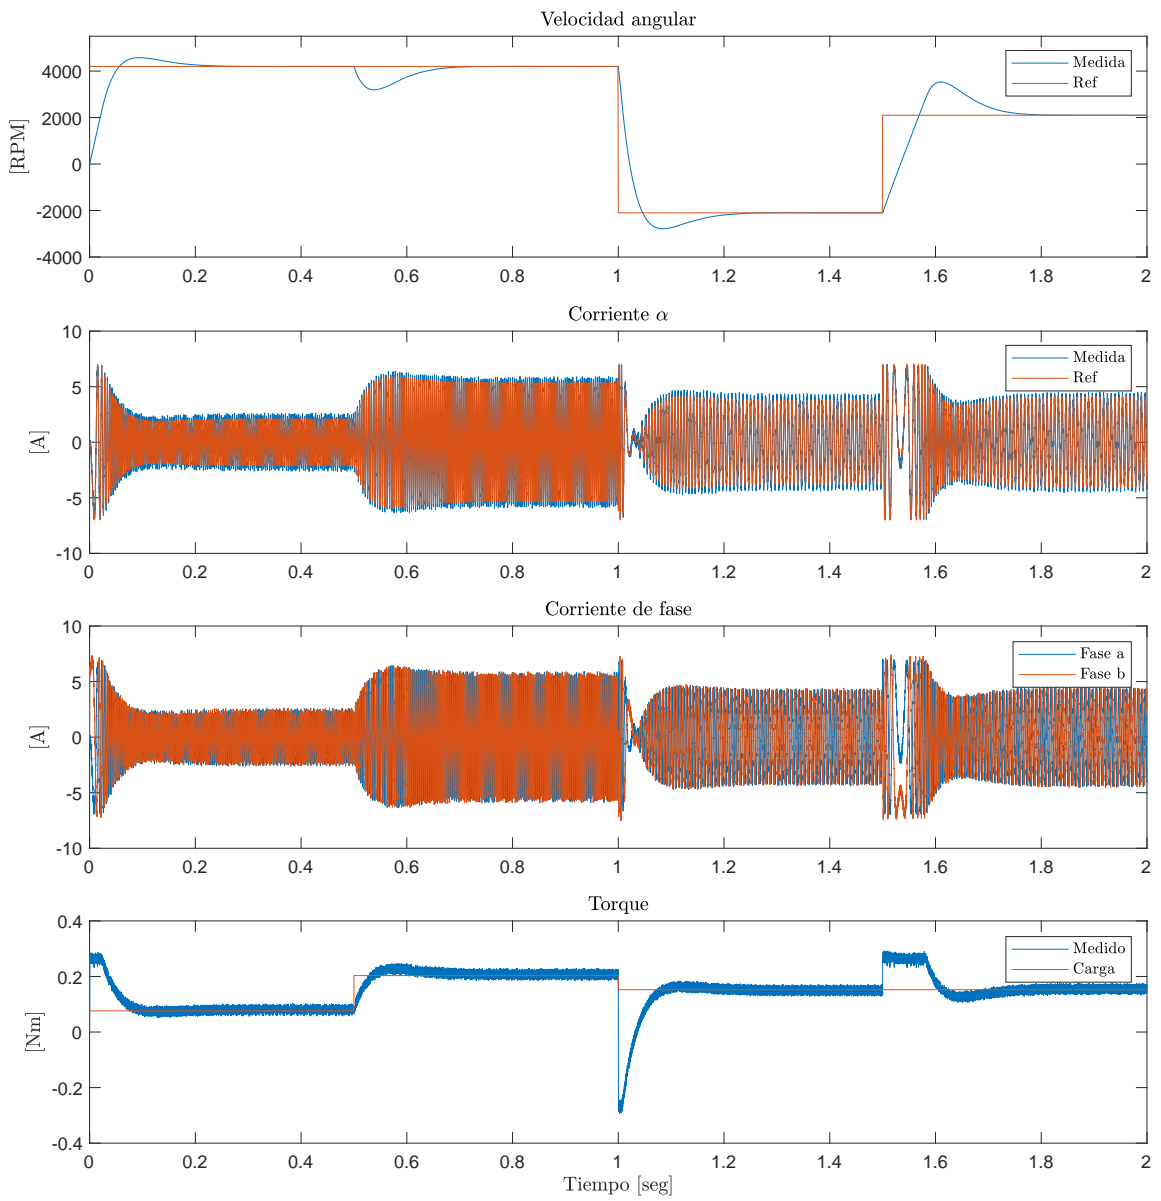 Velocidad angular
[RPM]
4000
2000
0
-2000
-4000
Medida
Ref
0 0.2 0.4 0.6 0.8 1 1.2 1.4 1.6 1.8 2
Corriente α
[A]
10
5
0
-5
-10
Medida
Ref
0 0.2 0.4 0.6 0.8 1 1.2 1.4 1.6 1.8 2
Corriente de fase
[A]
10
5
0
-5
-10
Fase a
Fase b
0 0.2 0.4 0.6 0.8 1 1.2 1.4 1.6 1.8 2
Torque
[Nm]
0.4
0.2
0
-0.2
-0.4
Medido
Carga
0 0.2 0.4 0.6 0.8 1 1.2 1.4 1.6 1.8 2
Tiempo [seg]